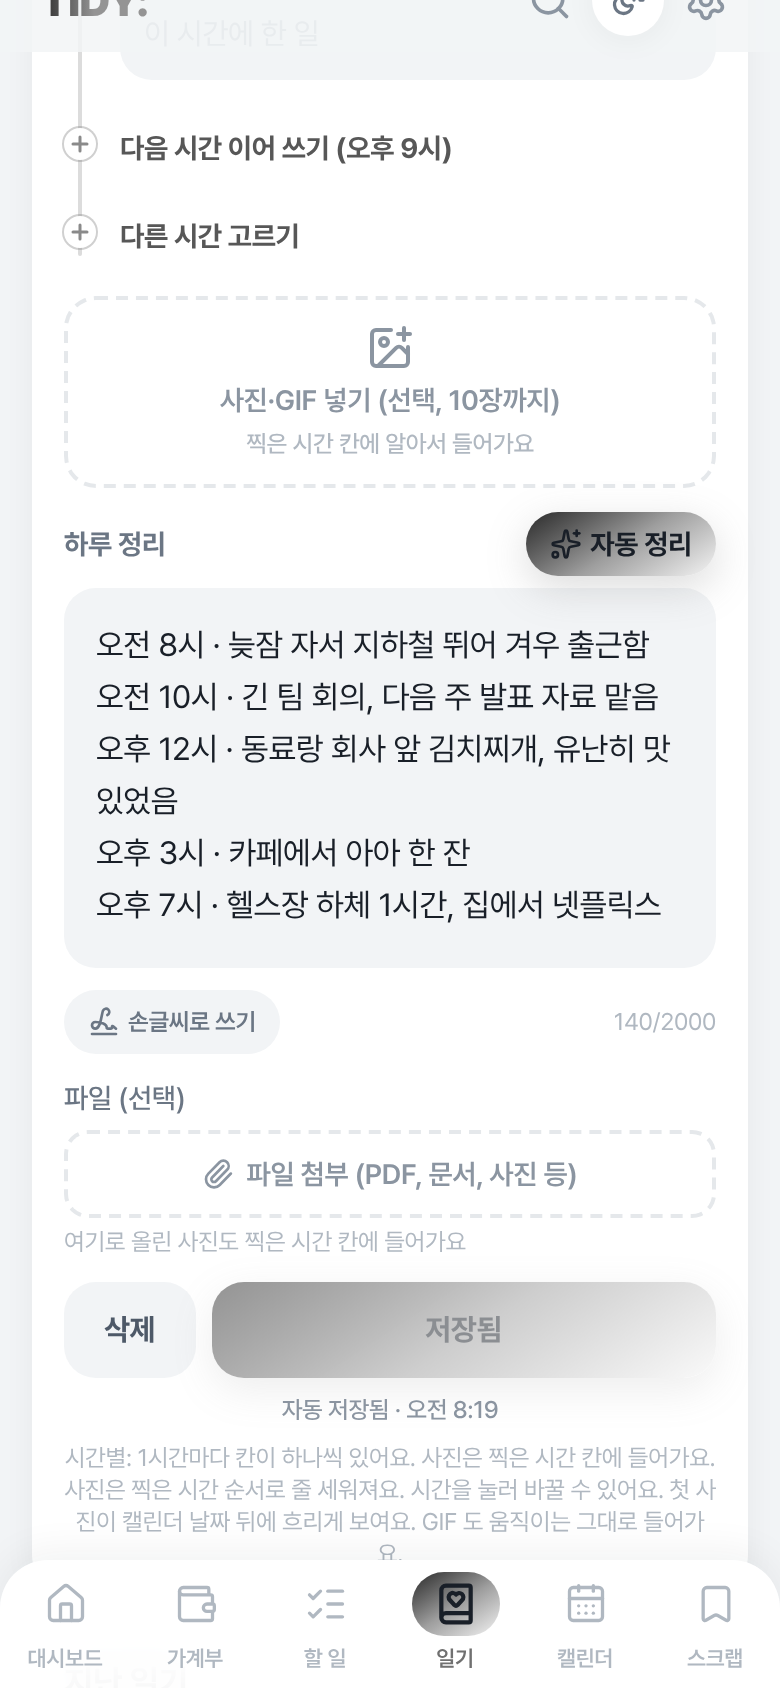 TIDY.
이 시간에 한 일
다음 시간 이어 쓰기 (오후 9시)
다른 시간 고르기
사진·GIF 넣기 (선택, 10장까지)
찍은 시간 칸에 알아서 들어가요
하루 정리
자동 정리
오전 8시 · 늦잠 자서 지하철 뛰어 겨우 출근함
오전 10시 · 긴 팀 회의, 다음 주 발표 자료 맡음
오후 12시 · 동료랑 회사 앞 김치찌개, 유난히 맛
있었음
오후 3시 · 카페에서 아아 한 잔
오후 7시 · 헬스장 하체 1시간, 집에서 넷플릭스
손글씨로 쓰기
140/2000
파일 (선택)
파일 첨부 (PDF, 문서, 사진 등)
여기로 올린 사진도 찍은 시간 칸에 들어가요
삭제
저장됨
자동 저장됨 · 오전 8:19
시간별: 1시간마다 칸이 하나씩 있어요. 사진은 찍은 시간 칸에 들어가요.
사진은 찍은 시간 순서로 줄 세워져요. 시간을 눌러 바꿀 수 있어요. 첫 사
진이 캘린더 날짜 뒤에 흐리게 보여요. GIF 도 움직이는 그대로 들어가
요.
대시보드
가계부
할 일
일기
캘린더
스크랩
지난 일기